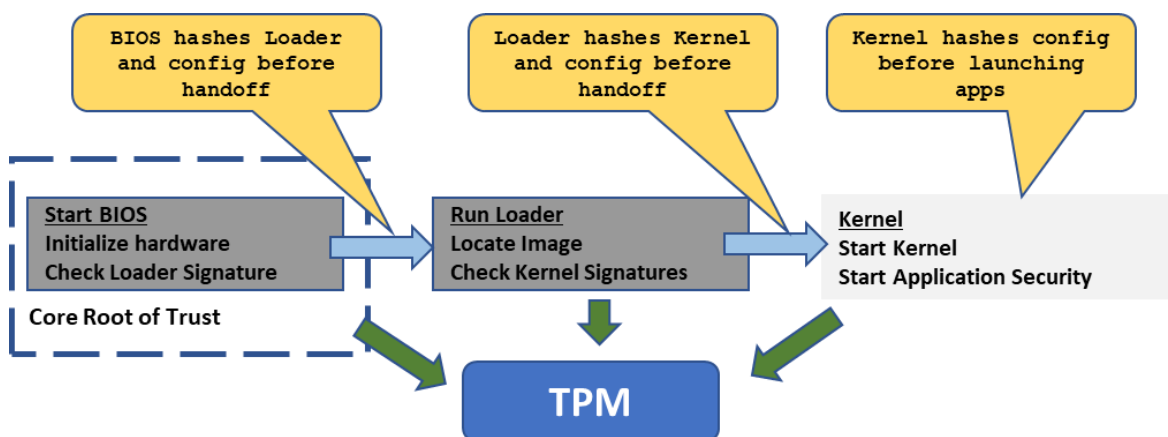 BIOS hashes Loader
and config before
handoff
Loader hashes Kernel
and config before
handoff
Kernel hashes config
before launching
apps
Start BIOS
Initialize hardware
Check Loader Signature
Core Root of Trust
Run Loader
Locate Image
Check Kernel Signatures
Kernel
Start Kernel
Start Application Security
TPM